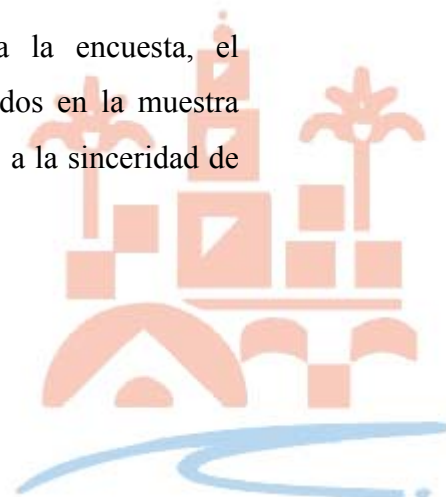 a la encuesta, el
dos en la muestra
a la sinceridad de